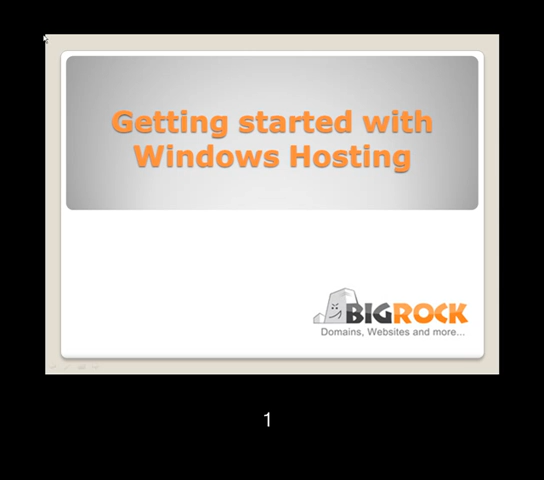 Getting started with
Windows Hosting
BIGROCK
Domains, Websites and more...
1